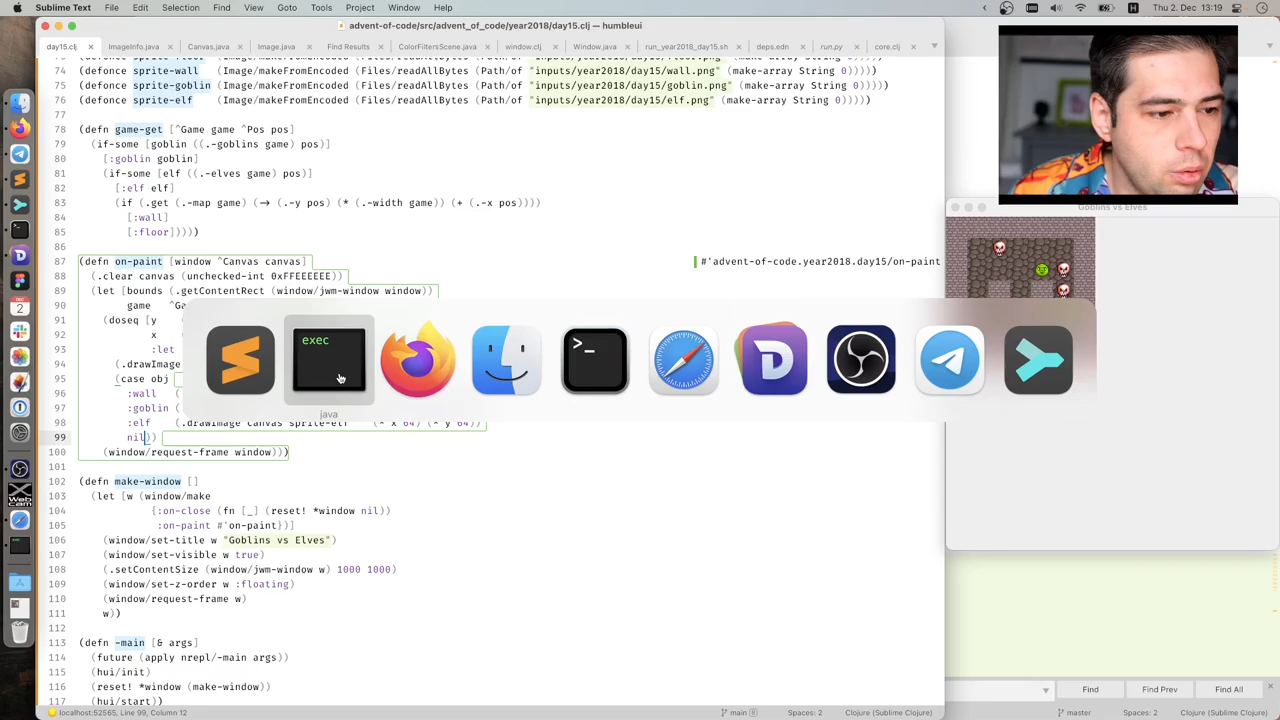 Sublime Text File Edit Selection Find View Goto Tools Project Window Help
Fri 2 Dec 13:10
advent-of-code/src/advent_of_code/year2018/day15.clj — humbleui
day15.clj ImageInfo.java Canvas.java Image.java Find Results ColorFiltersScene.java window.clj Window.java run_year2018_day15.sh deps.edn run.py core.clj
74 (defonce sprite-wall (Image/makeFromEncoded (Files/readAllBytes (Path/of "inputs/year2018/day15/wall.png" (make-array String 0)))))
75 (defonce sprite-goblin (Image/makeFromEncoded (Files/readAllBytes (Path/of "inputs/year2018/day15/goblin.png" (make-array String 0)))))
76 (defonce sprite-elf (Image/makeFromEncoded (Files/readAllBytes (Path/of "inputs/year2018/day15/elf.png" (make-array String 0)))))
77
78 (defn game-get [^Game game ^Pos pos]
79 (if-some [goblin ((.-goblins game) pos)]
80 [:goblin goblin]
81 (if-some [elf ((.-elves game) pos)]
82 [:elf elf]
83 (if (.get (.-map game) (-> (.-y pos) (* (.-width game)) (+ (.-x pos))))
84 [:wall]
85 [:floor]))))
86
87 (defn on-paint [window ^Canvas canvas] #'advent-of-code.year2018.day15/on-paint
88 (.clear canvas (unchecked-int 0xFFEEEEEE))
89 (let [bounds (.getContentRect (window/jwm-window window))
90 game ^Ga
91 (doseq [y
92
93 :let
94 (.drawImage
95 (case obj
96 :wall (
97 :goblin (
98 :elf (.drawImage canvas sprite-elf (* x 64) (* y 64))
99 nil))
100 (window/request-frame window)))
101
102 (defn make-window []
103 (let [w (window/make
104 {:on-close (fn [_] (reset! *window nil))
105 :on-paint #'on-paint})]
106 (window/set-title w "Goblins vs Elves")
107 (window/set-visible w true)
108 (.setContentSize (window/jwm-window w) 1000 1000)
109 (window/set-z-order w :floating)
110 (window/request-frame w)
111 w))
112
113 (defn -main [& args]
114 (future (apply nrepl/-main args))
115 (hui/init)
116 (reset! *window (make-window))
117 (hui/start))
Goblins vs Elves
exec
java
Find Find Prev Find All
localhost:52565, Line 99, Column 12 main 8 Spaces: 2 Clojure (Sublime Clojure)
master Spaces: 2 Clojure (Sublime Clojure)